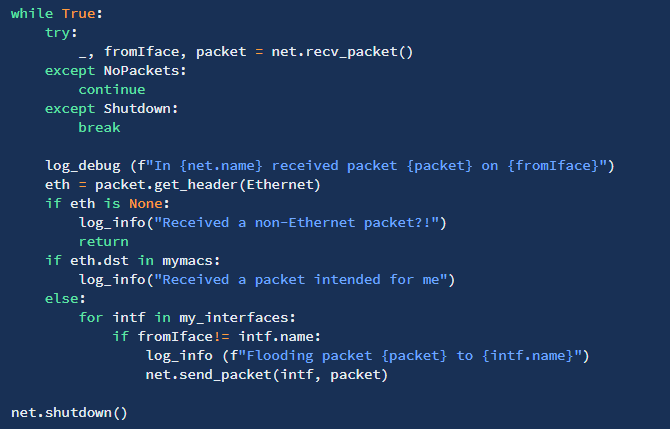 while True:
    try:
        _, fromIface, packet = net.recv_packet()
    except NoPackets:
        continue
    except Shutdown:
        break

    log_debug (f"In {net.name} received packet {packet} on {fromIface}")
    eth = packet.get_header(Ethernet)
    if eth is None:
        log_info("Received a non-Ethernet packet?!")
        return
    if eth.dst in mymacs:
        log_info("Received a packet intended for me")
    else:
        for intf in my_interfaces:
            if fromIface!= intf.name:
                log_info (f"Flooding packet {packet} to {intf.name}")
                net.send_packet(intf, packet)

net.shutdown()